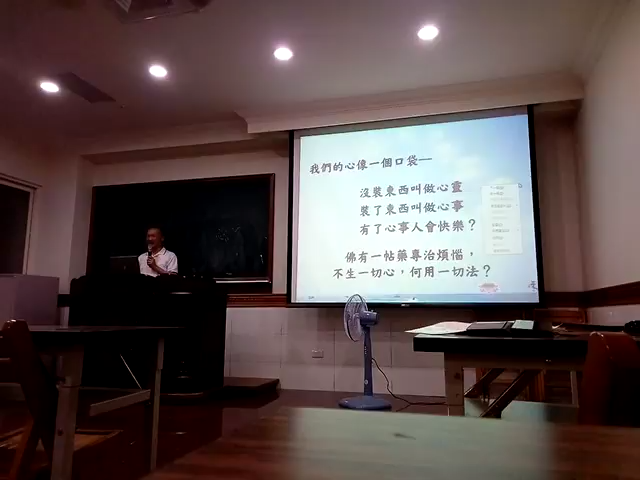 我們的心像一個口袋—
沒裝東西叫做心靈
裝了東西叫做心事
有了心事人會快樂？
佛有一帖藥專治煩惱，
不生一切心，何用一切法？